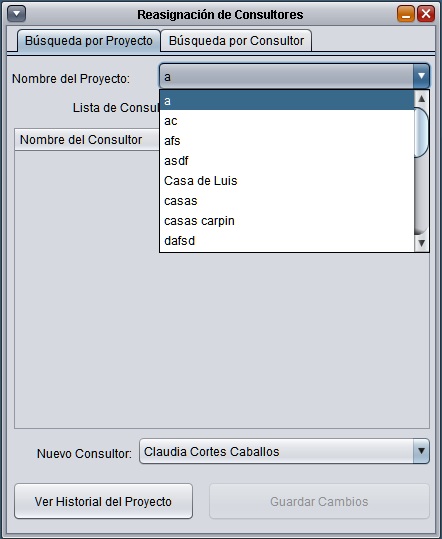 Reasignación de Consultores
Búsqueda por Proyecto
Búsqueda por Consultor
Nombre del Proyecto:
a
a
ac
afs
asdf
Casa de Luis
casas
casas carpin
dafsd
Lista de
Nombre del Consultor
Nuevo Consultor:
Claudia Cortes Caballos
Ver Historial del Proyecto
Guardar Cambios